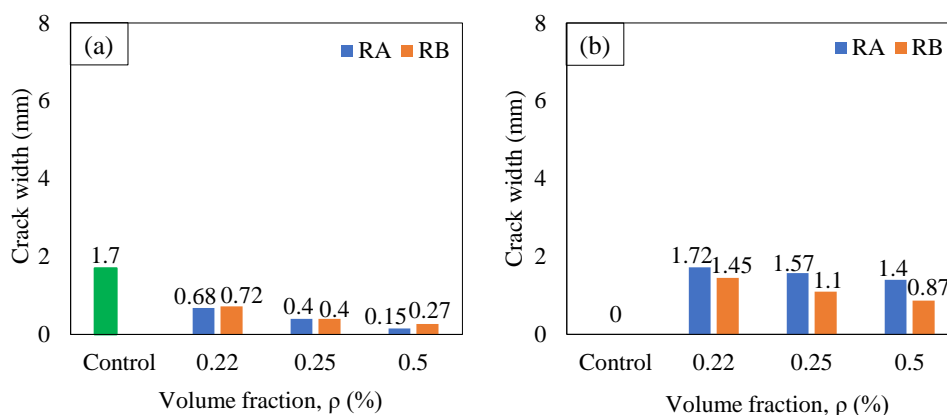 (a)
RA RB
Crack width (mm)
8
6
4
2
0
1.7
0.68 0.72
0.4 0.4
0.15 0.27
Control 0.22 0.25 0.5
Volume fraction, ρ (%)
(b)
RA RB
Crack width (mm)
8
6
4
2
0
0
1.72 1.45
1.57 1.1
1.4 0.87
Control 0.22 0.25 0.5
Volume fraction, ρ (%)